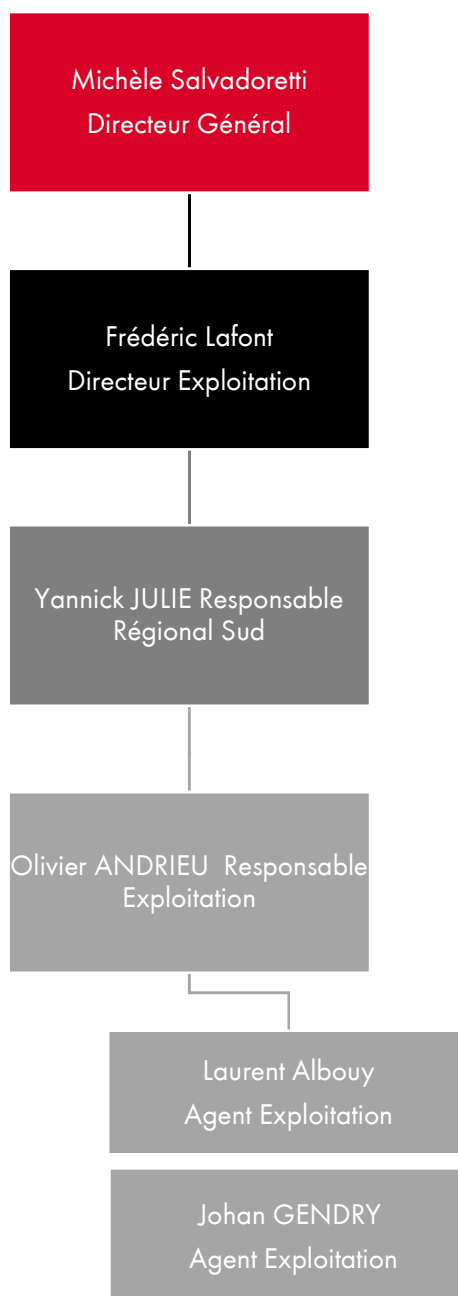 Michèle Salvadoretti
Directeur Général
Frédéric Lafont
Directeur Exploitation
Yannick JULIE Responsable
Régional Sud
Olivier ANDRIEU  Responsable
Exploitation
Laurent Albouy
Agent Exploitation
Johan GENDRY
Agent Exploitation